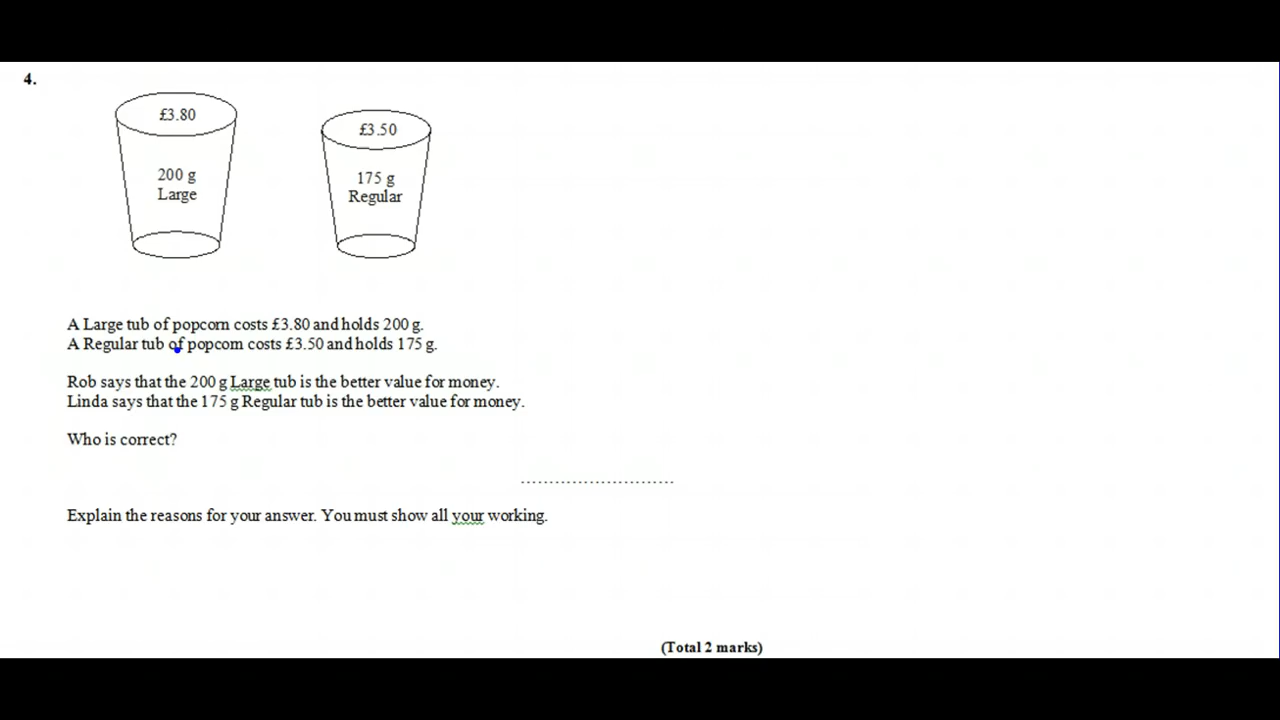 4.
£3.80
£3.50
200 g
Large
175 g
Regular
A Large tub of popcorn costs £3.80 and holds 200 g.
A Regular tub of popcorn costs £3.50 and holds 175 g.
Rob says that the 200 g Large tub is the better value for money.
Linda says that the 175 g Regular tub is the better value for money.
Who is correct?
...........................
Explain the reasons for your answer. You must show all your working.
(Total 2 marks)